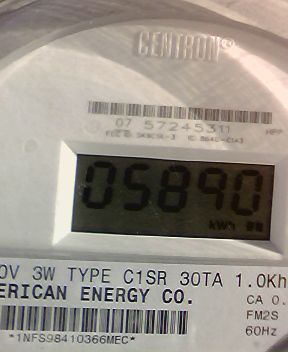 CENTRON®
07 57245311
05890
kWh
0V 3W TYPE C1SR 30TA 1.0Kh
ERICAN ENERGY CO.
CA 0.
FM2S
60Hz
*1NFS98410366MEC*